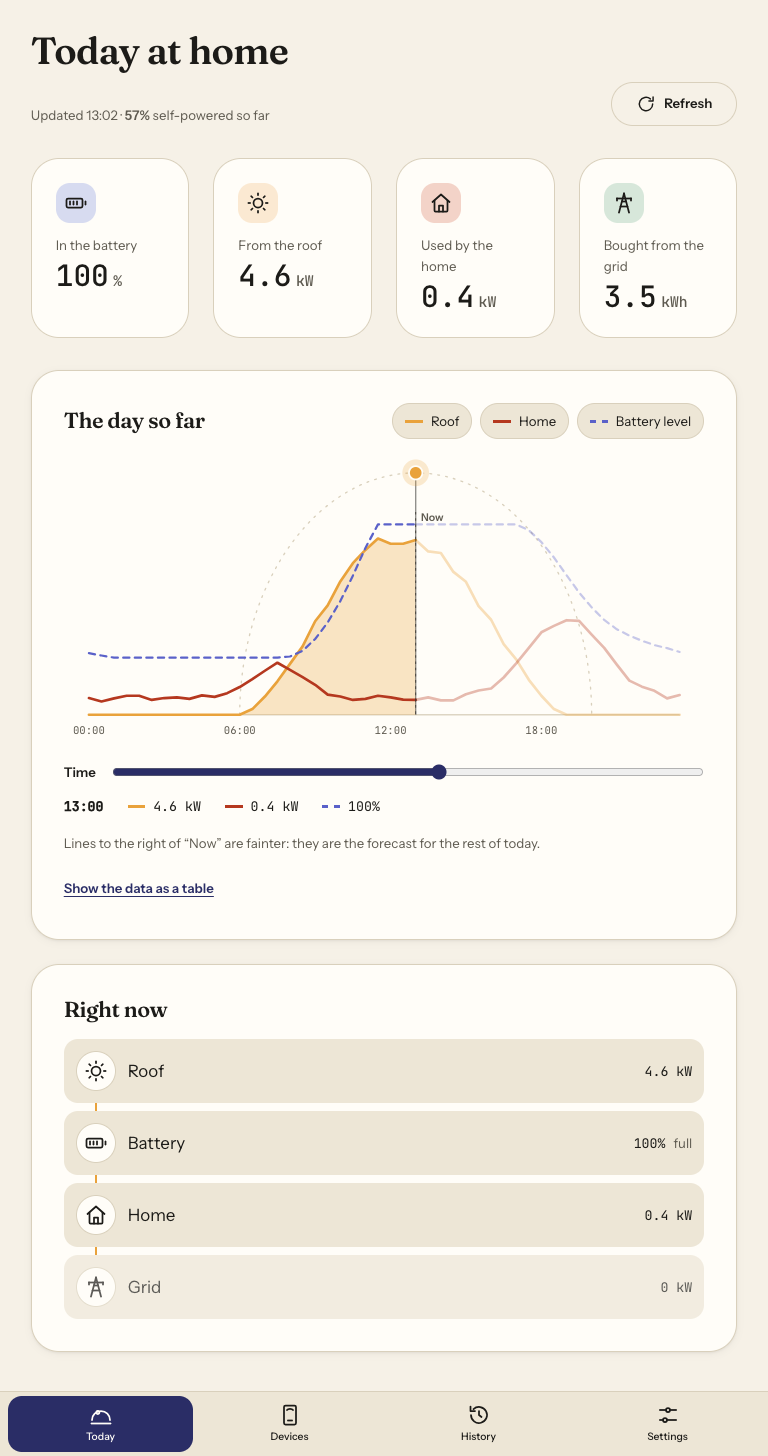 Today at home
Updated 13:02 · 57% self-powered so far
Refresh
In the battery
100 %
From the roof
4.6 kW
Used by the
home
0.4 kW
Bought from the
grid
3.5 kWh
The day so far
Roof
Home
Battery level
Now
00:00
06:00
12:00
18:00
Time
13:00 4.6 kW 0.4 kW 100%
Lines to the right of “Now” are fainter: they are the forecast for the rest of today.
Show the data as a table
Right now
Roof 4.6 kW
Battery 100% full
Home 0.4 kW
Grid 0 kW
Today
Devices
History
Settings